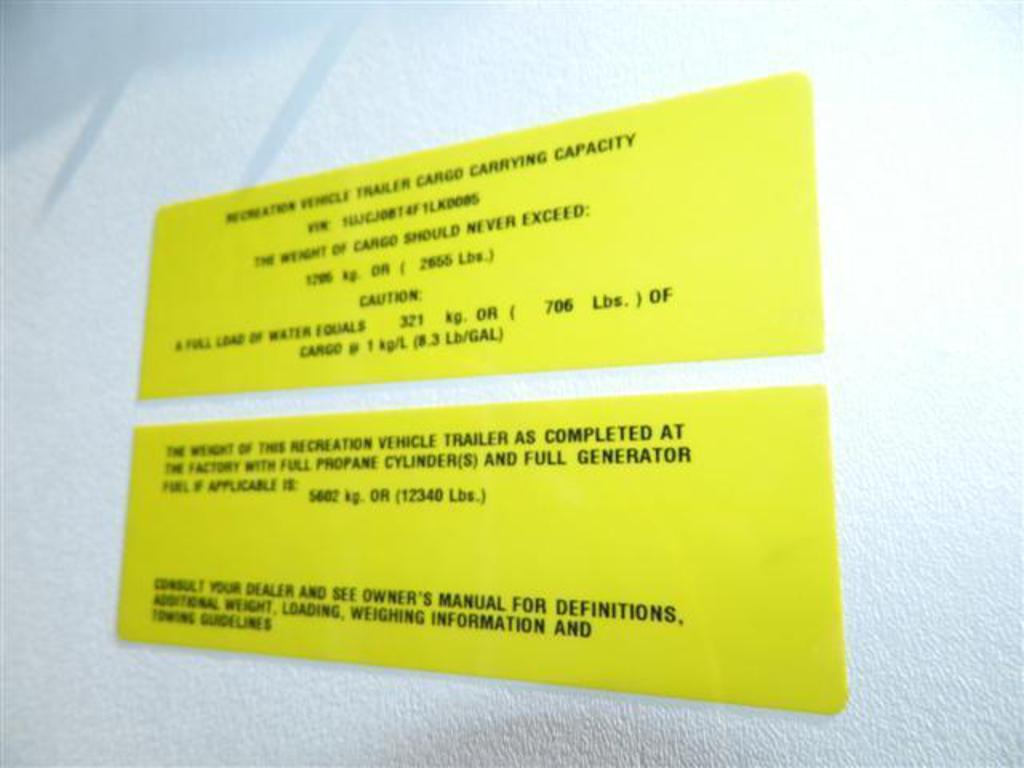 RECREATION VEHICLE TRAILER CARGO CARRYING CAPACITY
VIN: 1UJCJ0BT4F1LK0085
THE WEIGHT OF CARGO SHOULD NEVER EXCEED:
kg. OR ( 2655 Lbs.)
CAUTION:
A FULL LOAD OF WATER EQUALS 321 kg. OR ( 706 Lbs. ) OF
CARGO @ 1 kg/L (8.3 Lb/GAL)
THE WEIGHT OF THIS RECREATION VEHICLE TRAILER AS COMPLETED AT
THE FACTORY WITH FULL PROPANE CYLINDER(S) AND FULL GENERATOR
FUEL IF APPLICABLE IS:
5602 kg. OR (12340 Lbs.)
CONSULT YOUR DEALER AND SEE OWNER'S MANUAL FOR DEFINITIONS,
ADDITIONAL WEIGHT, LOADING, WEIGHING INFORMATION AND
TOWING GUIDELINES